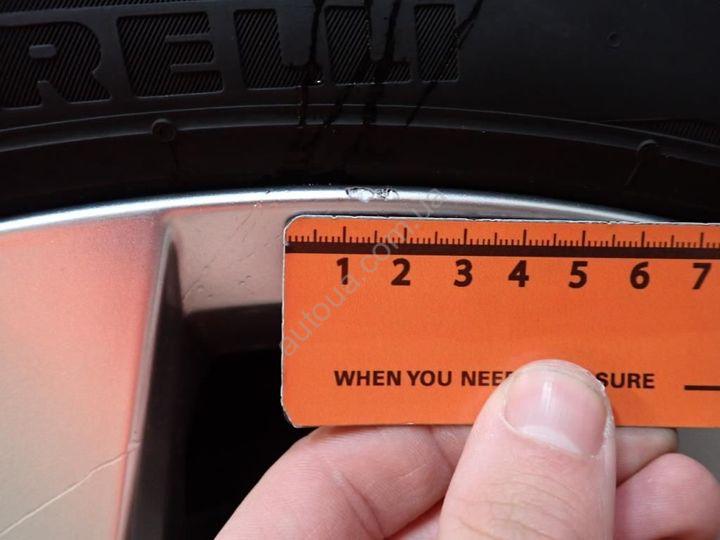 RELLI
1 2 3 4 5 6 7
autoua.com.ua
WHEN YOU NEE SURE